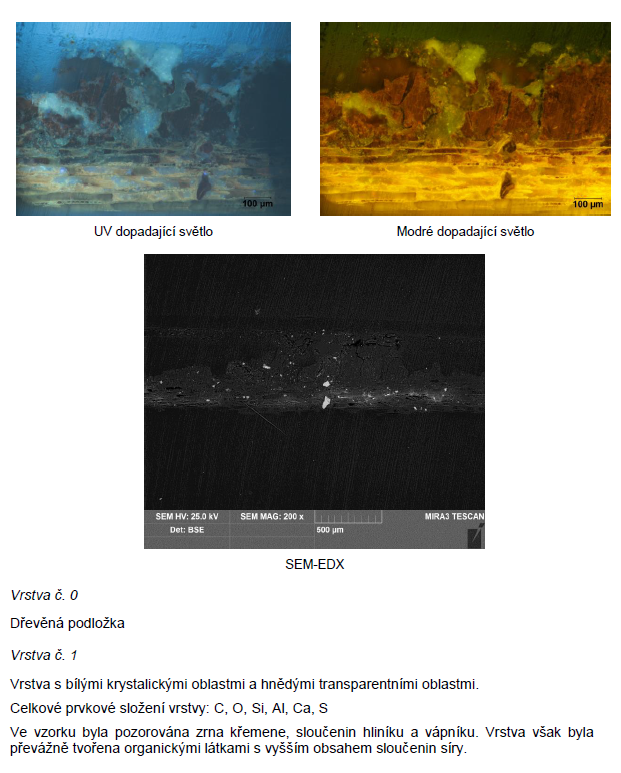 100 µm
100 µm
UV dopadající světlo
Modré dopadající světlo
SEM HV: 25.0 kV
SEM MAG: 200 x
MIRA3 TESCAN
Det: BSE
500 µm
SEM-EDX
Vrstva č. 0
Dřevěná podložka
Vrstva č. 1
Vrstva s bílými krystalickými oblastmi a hnědými transparentními oblastmi.
Celkové prvkové složení vrstvy: C, O, Si, Al, Ca, S
Ve vzorku byla pozorována zrna křemene, sloučenin hliníku a vápníku. Vrstva však byla
převážně tvořena organickými látkami s vyšším obsahem sloučenin síry.